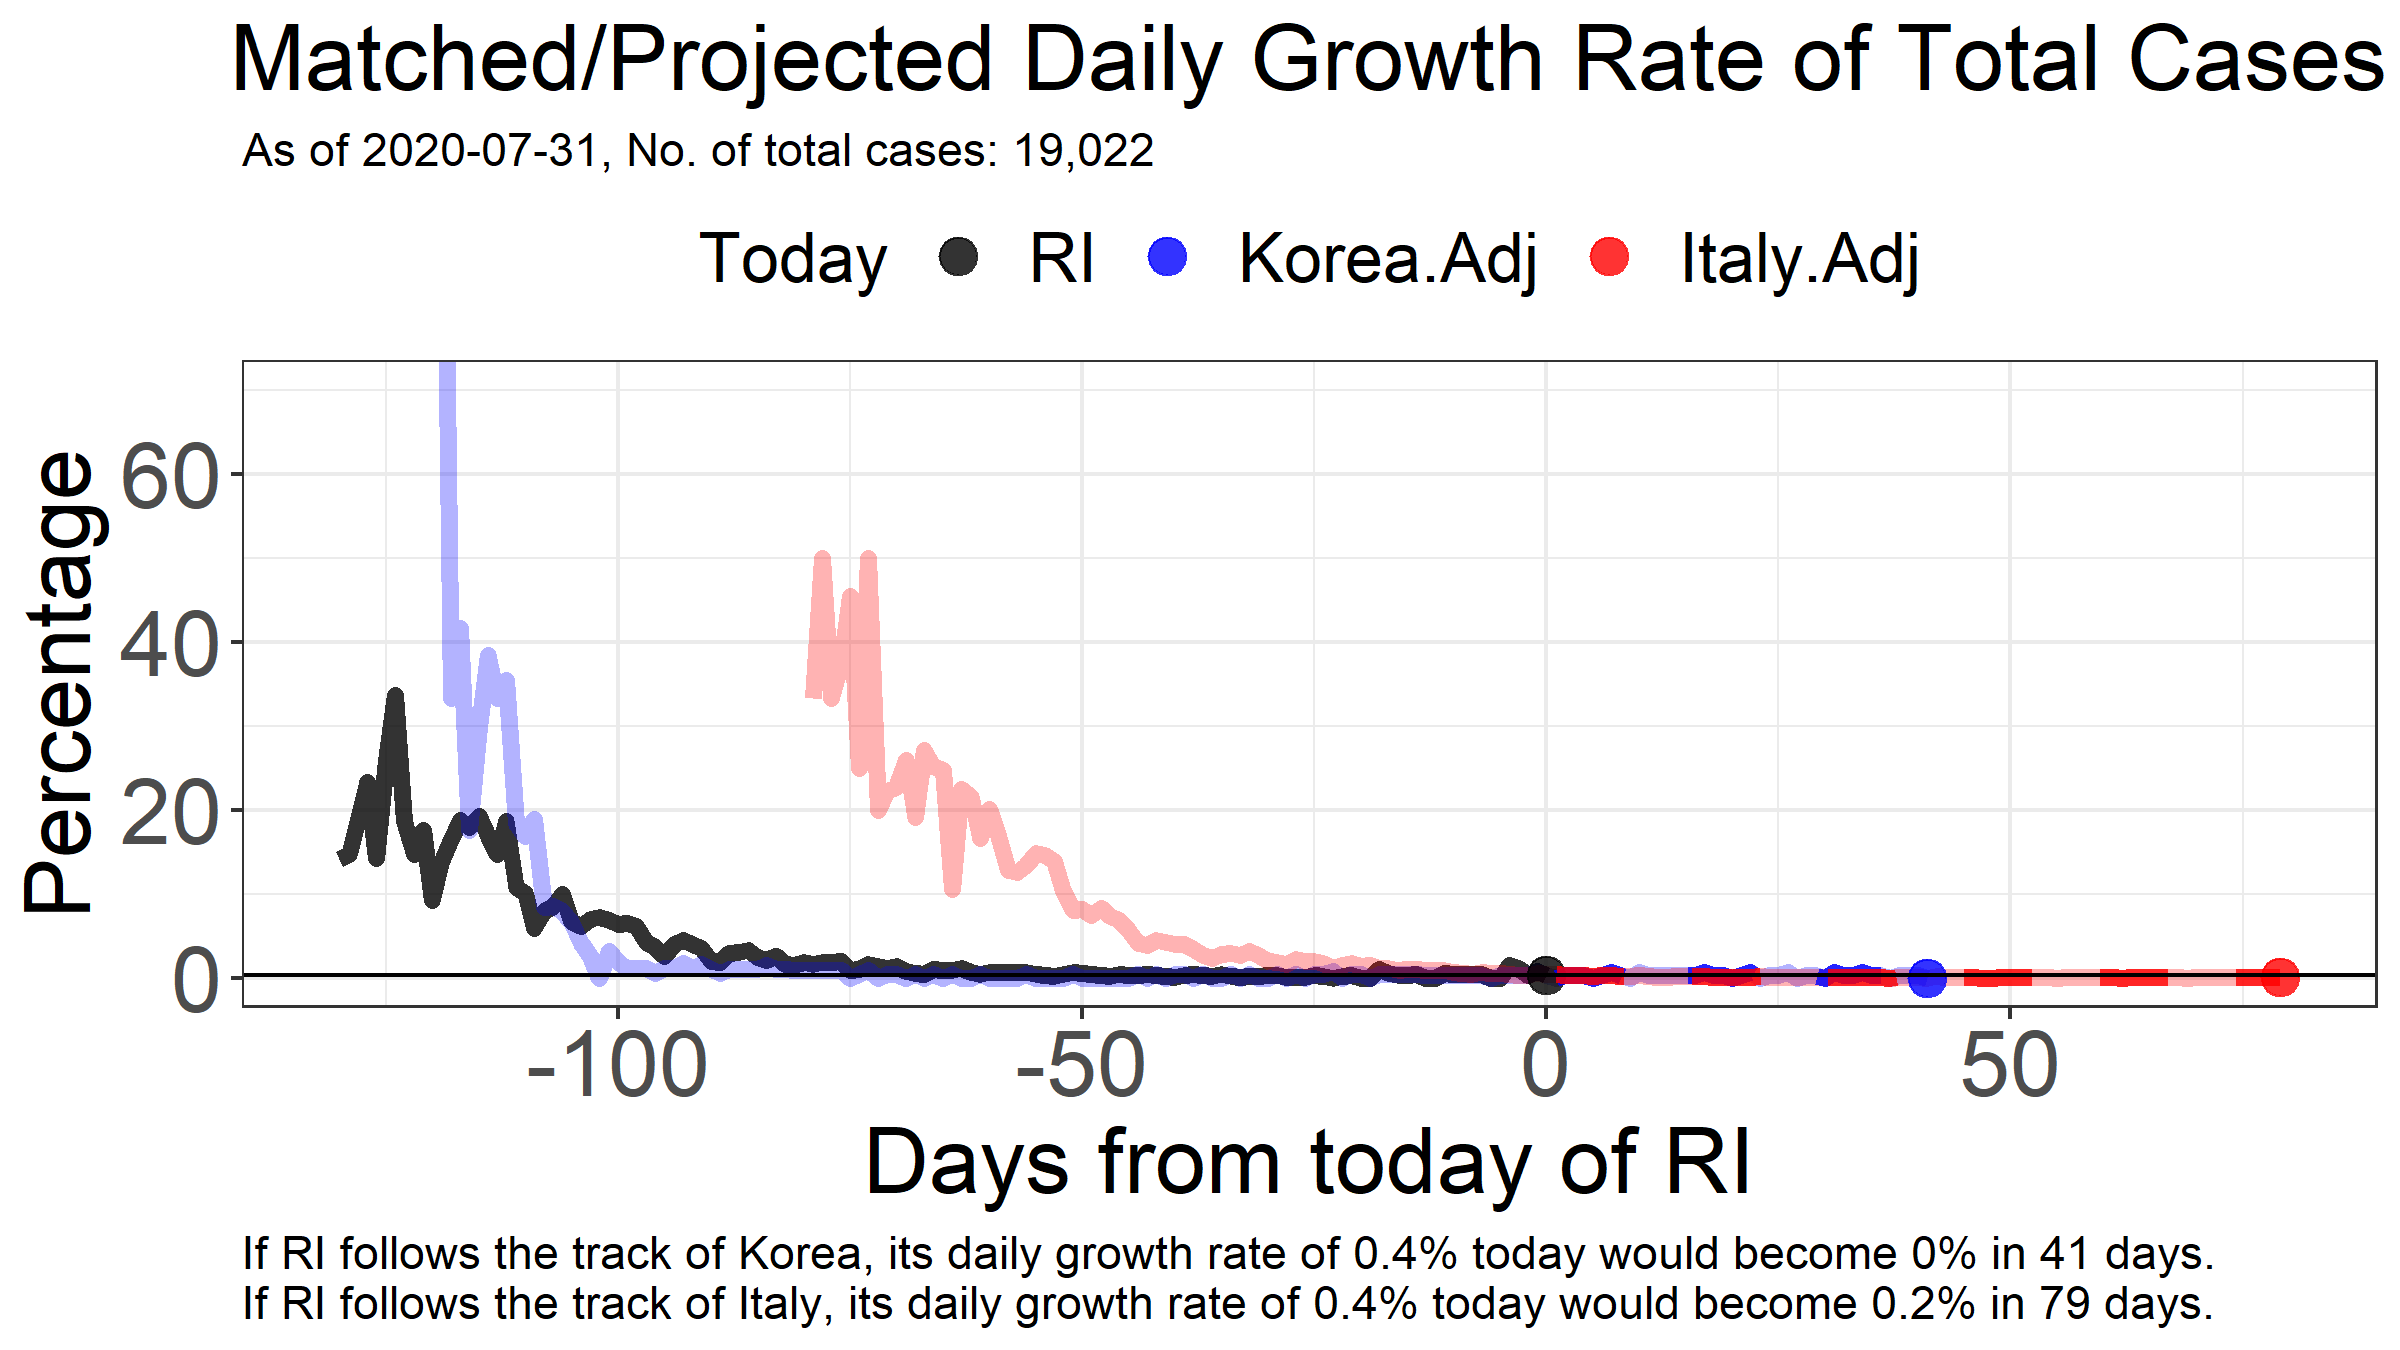 Matched/Projected Daily Growth Rate of Total Cases
As of 2020-07-31, No. of total cases: 19,022
Today RI Korea.Adj Italy.Adj
Percentage
60
40
20
0
-100 -50 0 50
Days from today of RI
If RI follows the track of Korea, its daily growth rate of 0.4% today would become 0% in 41 days.
If RI follows the track of Italy, its daily growth rate of 0.4% today would become 0.2% in 79 days.